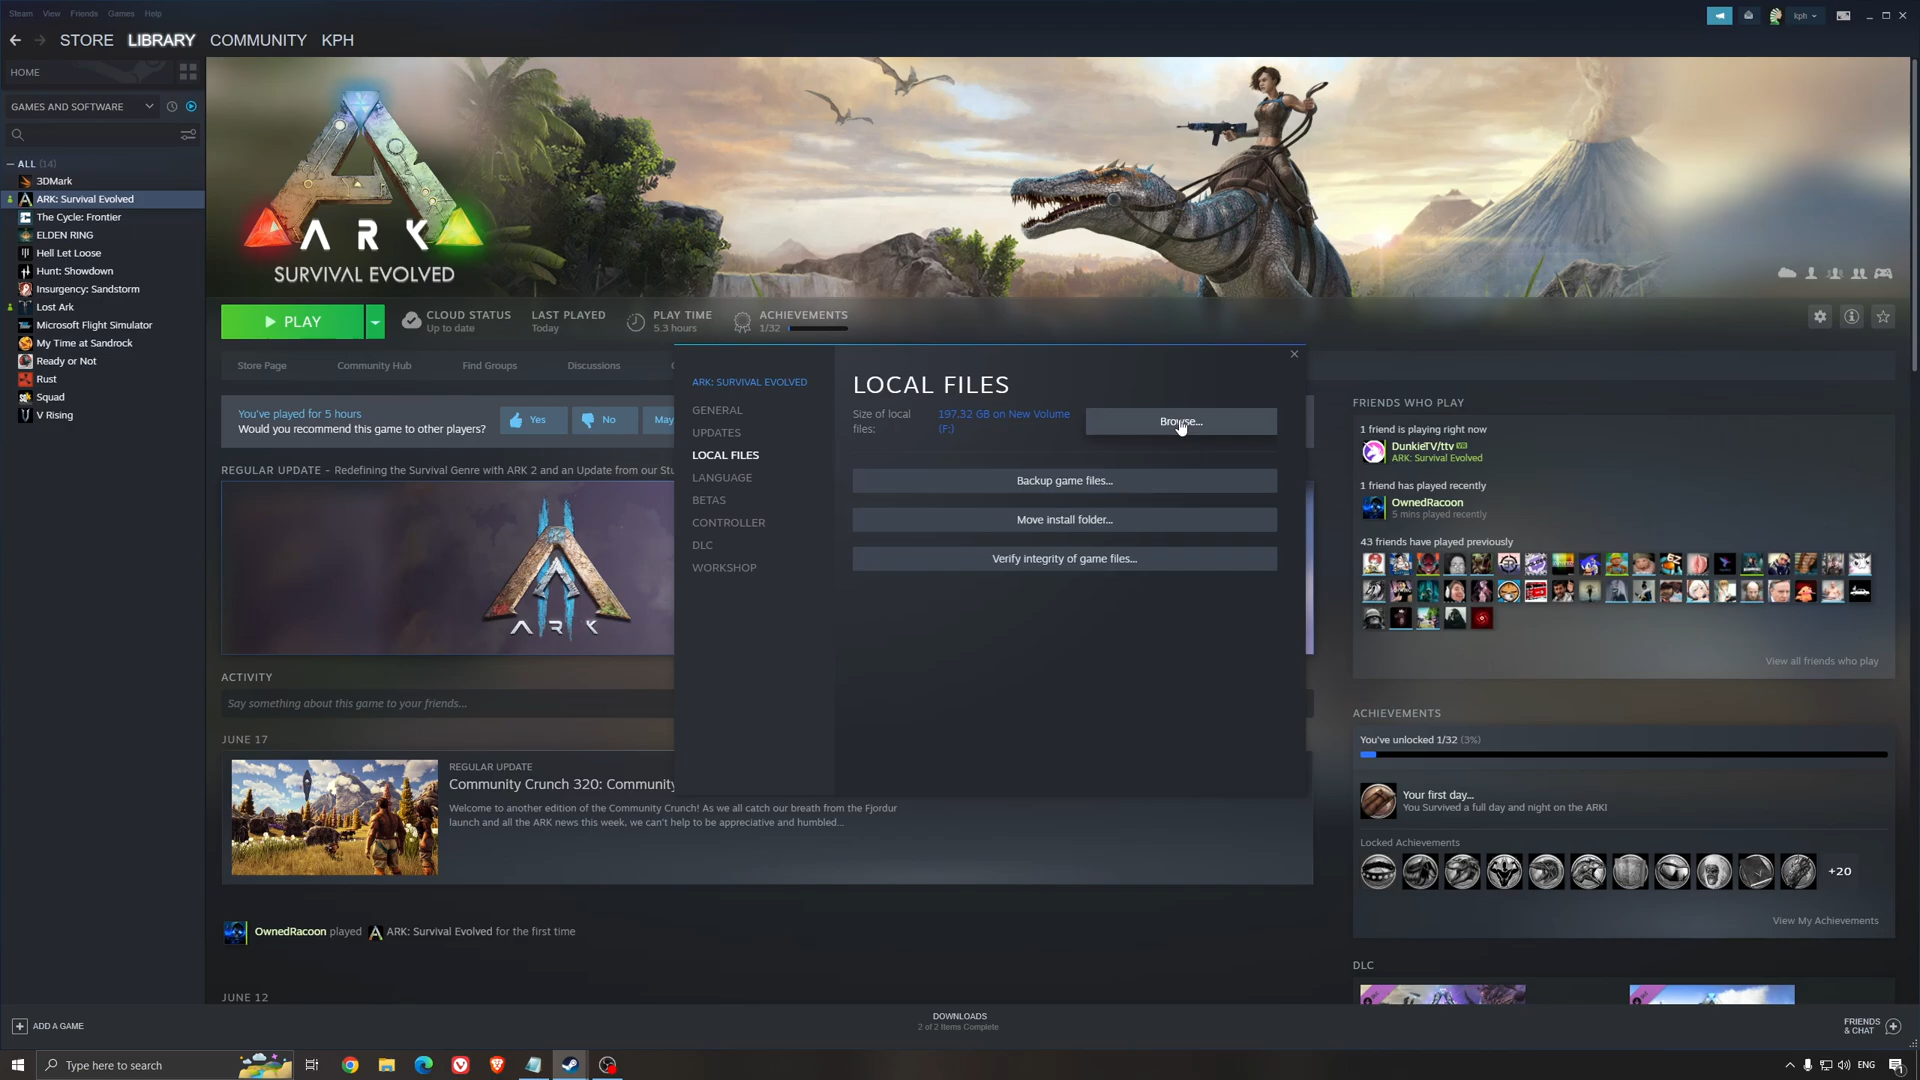 Steam View Friends Games Help
kph
STORE LIBRARY COMMUNITY KPH
HOME
GAMES AND SOFTWARE
ALL (14)
3DMark
ARK: Survival Evolved
The Cycle: Frontier
ELDEN RING
Hell Let Loose
Hunt: Showdown
Insurgency: Sandstorm
Lost Ark
Microsoft Flight Simulator
My Time at Sandrock
Ready or Not
Rust
Squad
V Rising
ARK
SURVIVAL EVOLVED
PLAY
CLOUD STATUS
Up to date
LAST PLAYED
Today
PLAY TIME
5.3 hours
ACHIEVEMENTS
1/32
Store Page Community Hub Find Groups Discussions
You've played for 5 hours
Would you recommend this game to other players?
Yes No May
REGULAR UPDATE - Redefining the Survival Genre with ARK 2 and an Update from our Stu
ARK
ACTIVITY
Say something about this game to your friends...
JUNE 17
REGULAR UPDATE
Community Crunch 320: Community
Welcome to another edition of the Community Crunch! As we all catch our breath from the Fjordur
launch and all the ARK news this week, we can't help to be appreciative and humbled...
OwnedRacoon played ARK: Survival Evolved for the first time
JUNE 12
ARK: SURVIVAL EVOLVED
GENERAL
UPDATES
LOCAL FILES
LANGUAGE
BETAS
CONTROLLER
DLC
WORKSHOP
LOCAL FILES
Size of local files:
197.32 GB on New Volume (F:)
Browse...
Backup game files...
Move install folder...
Verify integrity of game files...
FRIENDS WHO PLAY
1 friend is playing right now
DunkieTV/ttv VR
ARK: Survival Evolved
1 friend has played recently
OwnedRacoon
5 mins played recently
43 friends have played previously
View all friends who play
ACHIEVEMENTS
You've unlocked 1/32 (3%)
Your first day...
You Survived a full day and night on the ARK!
Locked Achievements
+20
View My Achievements
DLC
ADD A GAME
DOWNLOADS
2 of 2 Items Complete
FRIENDS
& CHAT
Type here to search
ENG
1